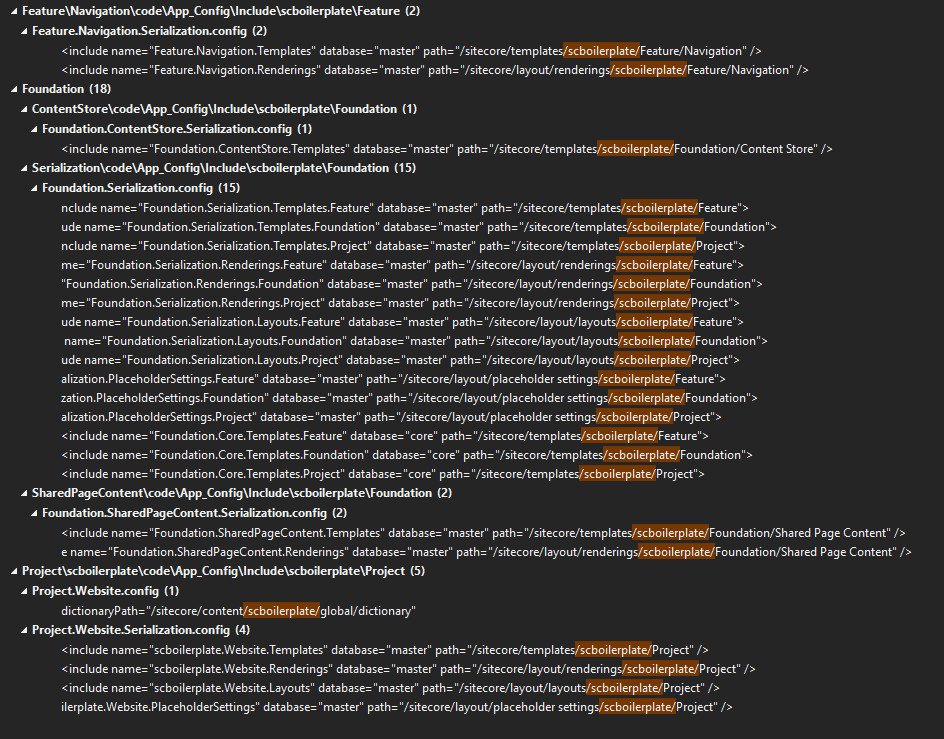 Feature\Navigation\code\App_Config\Include\scboilerplate\Feature (2)
Feature.Navigation.Serialization.config (2)
<include name="Feature.Navigation.Templates" database="master" path="/sitecore/templates/scboilerplate/Feature/Navigation" />
<include name="Feature.Navigation.Renderings" database="master" path="/sitecore/layout/renderings/scboilerplate/Feature/Navigation" />
Foundation (18)
ContentStore\code\App_Config\Include\scboilerplate\Foundation (1)
Foundation.ContentStore.Serialization.config (1)
<include name="Foundation.ContentStore.Templates" database="master" path="/sitecore/templates/scboilerplate/Foundation/Content Store" />
Serialization\code\App_Config\Include\scboilerplate\Foundation (15)
Foundation.Serialization.config (15)
nclude name="Foundation.Serialization.Templates.Feature" database="master" path="/sitecore/templates/scboilerplate/Feature">
ude name="Foundation.Serialization.Templates.Foundation" database="master" path="/sitecore/templates/scboilerplate/Foundation">
nclude name="Foundation.Serialization.Templates.Project" database="master" path="/sitecore/templates/scboilerplate/Project">
me="Foundation.Serialization.Renderings.Feature" database="master" path="/sitecore/layout/renderings/scboilerplate/Feature">
"Foundation.Serialization.Renderings.Foundation" database="master" path="/sitecore/layout/renderings/scboilerplate/Foundation">
me="Foundation.Serialization.Renderings.Project" database="master" path="/sitecore/layout/renderings/scboilerplate/Project">
ude name="Foundation.Serialization.Layouts.Feature" database="master" path="/sitecore/layout/layouts/scboilerplate/Feature">
name="Foundation.Serialization.Layouts.Foundation" database="master" path="/sitecore/layout/layouts/scboilerplate/Foundation">
ude name="Foundation.Serialization.Layouts.Project" database="master" path="/sitecore/layout/layouts/scboilerplate/Project">
alization.PlaceholderSettings.Feature" database="master" path="/sitecore/layout/placeholder settings/scboilerplate/Feature">
zation.PlaceholderSettings.Foundation" database="master" path="/sitecore/layout/placeholder settings/scboilerplate/Foundation">
alization.PlaceholderSettings.Project" database="master" path="/sitecore/layout/placeholder settings/scboilerplate/Project">
<include name="Foundation.Core.Templates.Feature" database="core" path="/sitecore/templates/scboilerplate/Feature">
<include name="Foundation.Core.Templates.Foundation" database="core" path="/sitecore/templates/scboilerplate/Foundation">
<include name="Foundation.Core.Templates.Project" database="core" path="/sitecore/templates/scboilerplate/Project">
SharedPageContent\code\App_Config\Include\scboilerplate\Foundation (2)
Foundation.SharedPageContent.Serialization.config (2)
<include name="Foundation.SharedPageContent.Templates" database="master" path="/sitecore/templates/scboilerplate/Foundation/Shared Page Content" />
e name="Foundation.SharedPageContent.Renderings" database="master" path="/sitecore/layout/renderings/scboilerplate/Foundation/Shared Page Content" />
Project\scboilerplate\code\App_Config\Include\scboilerplate\Project (5)
Project.Website.config (1)
dictionaryPath="/sitecore/content/scboilerplate/global/dictionary"
Project.Website.Serialization.config (4)
<include name="scboilerplate.Website.Templates" database="master" path="/sitecore/templates/scboilerplate/Project" />
<include name="scboilerplate.Website.Renderings" database="master" path="/sitecore/layout/renderings/scboilerplate/Project" />
<include name="scboilerplate.Website.Layouts" database="master" path="/sitecore/layout/layouts/scboilerplate/Project" />
ilerplate.Website.PlaceholderSettings" database="master" path="/sitecore/layout/placeholder settings/scboilerplate/Project" />